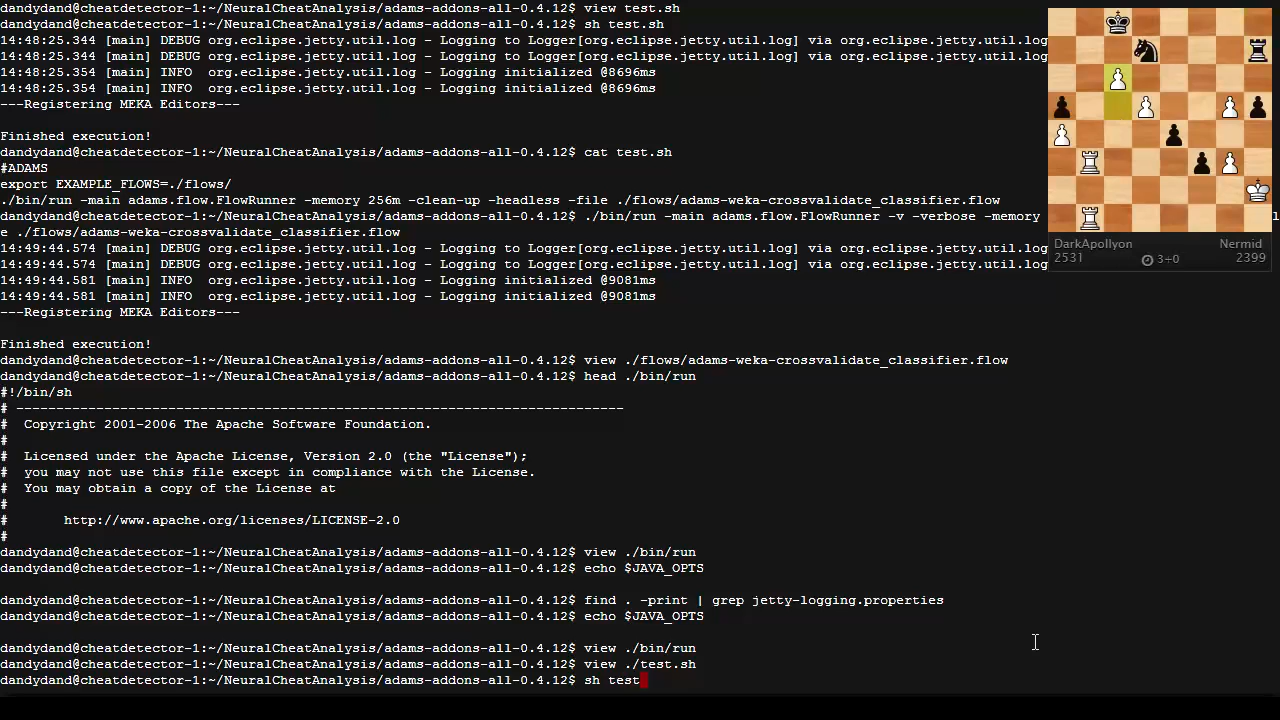 dandydand@cheatdetector-1:~/NeuralCheatAnalysis/adams-addons-all-0.4.12$ view test.sh
dandydand@cheatdetector-1:~/NeuralCheatAnalysis/adams-addons-all-0.4.12$ sh test.sh
14:48:25.344 [main] DEBUG org.eclipse.jetty.util.log - Logging to Logger[org.eclipse.jetty.util.log] via org.eclipse.jetty.util.log
14:48:25.344 [main] DEBUG org.eclipse.jetty.util.log - Logging to Logger[org.eclipse.jetty.util.log] via org.eclipse.jetty.util.log
14:48:25.354 [main] INFO  org.eclipse.jetty.util.log - Logging initialized @8696ms
14:48:25.354 [main] INFO  org.eclipse.jetty.util.log - Logging initialized @8696ms
---Registering MEKA Editors---
Finished execution!
dandydand@cheatdetector-1:~/NeuralCheatAnalysis/adams-addons-all-0.4.12$ cat test.sh
#ADAMS
export EXAMPLE_FLOWS=./flows/
./bin/run -main adams.flow.FlowRunner -memory 256m -clean-up -headless -file ./flows/adams-weka-crossvalidate_classifier.flow
dandydand@cheatdetector-1:~/NeuralCheatAnalysis/adams-addons-all-0.4.12$ ./bin/run -main adams.flow.FlowRunner -v -verbose -memory
e ./flows/adams-weka-crossvalidate_classifier.flow
14:49:44.574 [main] DEBUG org.eclipse.jetty.util.log - Logging to Logger[org.eclipse.jetty.util.log] via org.eclipse.jetty.util.log
14:49:44.574 [main] DEBUG org.eclipse.jetty.util.log - Logging to Logger[org.eclipse.jetty.util.log] via org.eclipse.jetty.util.log
14:49:44.581 [main] INFO  org.eclipse.jetty.util.log - Logging initialized @9081ms
14:49:44.581 [main] INFO  org.eclipse.jetty.util.log - Logging initialized @9081ms
---Registering MEKA Editors---
Finished execution!
dandydand@cheatdetector-1:~/NeuralCheatAnalysis/adams-addons-all-0.4.12$ view ./flows/adams-weka-crossvalidate_classifier.flow
dandydand@cheatdetector-1:~/NeuralCheatAnalysis/adams-addons-all-0.4.12$ head ./bin/run
#!/bin/sh
# ----------------------------------------------------------------------------
#  Copyright 2001-2006 The Apache Software Foundation.
#
#  Licensed under the Apache License, Version 2.0 (the "License");
#  you may not use this file except in compliance with the License.
#  You may obtain a copy of the License at
#
#       http://www.apache.org/licenses/LICENSE-2.0
#
dandydand@cheatdetector-1:~/NeuralCheatAnalysis/adams-addons-all-0.4.12$ view ./bin/run
dandydand@cheatdetector-1:~/NeuralCheatAnalysis/adams-addons-all-0.4.12$ echo $JAVA_OPTS
dandydand@cheatdetector-1:~/NeuralCheatAnalysis/adams-addons-all-0.4.12$ find . -print | grep jetty-logging.properties
dandydand@cheatdetector-1:~/NeuralCheatAnalysis/adams-addons-all-0.4.12$ echo $JAVA_OPTS
dandydand@cheatdetector-1:~/NeuralCheatAnalysis/adams-addons-all-0.4.12$ view ./bin/run
dandydand@cheatdetector-1:~/NeuralCheatAnalysis/adams-addons-all-0.4.12$ view ./test.sh
dandydand@cheatdetector-1:~/NeuralCheatAnalysis/adams-addons-all-0.4.12$ sh test
DarkApollyon Nermid
2531 3+0 2399